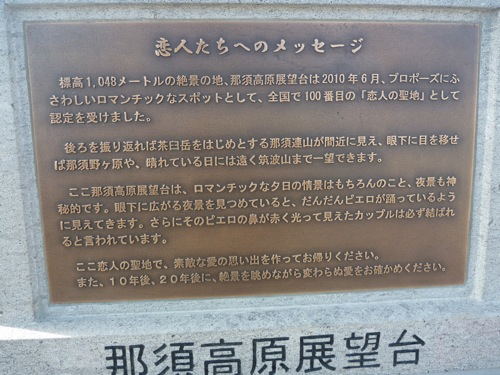 恋人たちへのメッセージ
標高1,048メートルの絶景の地、那須高原展望台は2010年6月、プロポーズにふ
さわしいロマンチックなスポットとして、全国で100番目の「恋人の聖地」として
認定を受けました。
後ろを振り返れば茶臼岳をはじめとする那須連山が間近に見え、眼下に目を移せ
ば那須野ヶ原や、晴れている日には遠く筑波山まで一望できます。
ここ那須高原展望台は、ロマンチックな夕日の情景はもちろんのこと、夜景も神
秘的です。眼下に広がる夜景を見つめていると、だんだんピエロが踊っているよう
に見えてきます。さらにそのピエロの鼻が赤く光って見えたカップルは必ず結ばれ
ると言われています。
ここ恋人の聖地で、素敵な愛の思い出を作ってお帰りください。
また、10年後、20年後に、絶景を眺めながら変わらぬ愛をお確かめください。
那須高原展望台